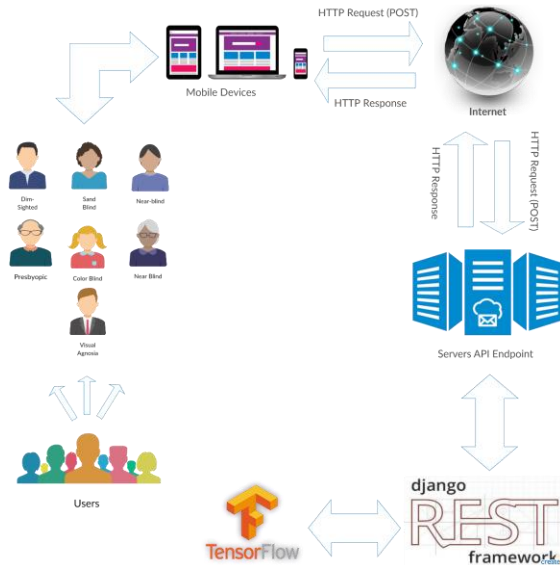 HTTP Request (POST)
HTTP Response
Mobile Devices
Internet
HTTP Response
HTTP Request (POST)
Dim-
Sighted
Sand
Blind
Near-blind
Presbyopic
Color Blind
Near Blind
Visual
Agnosia
Servers API Endpoint
Users
django
REST
framework
TensorFlow